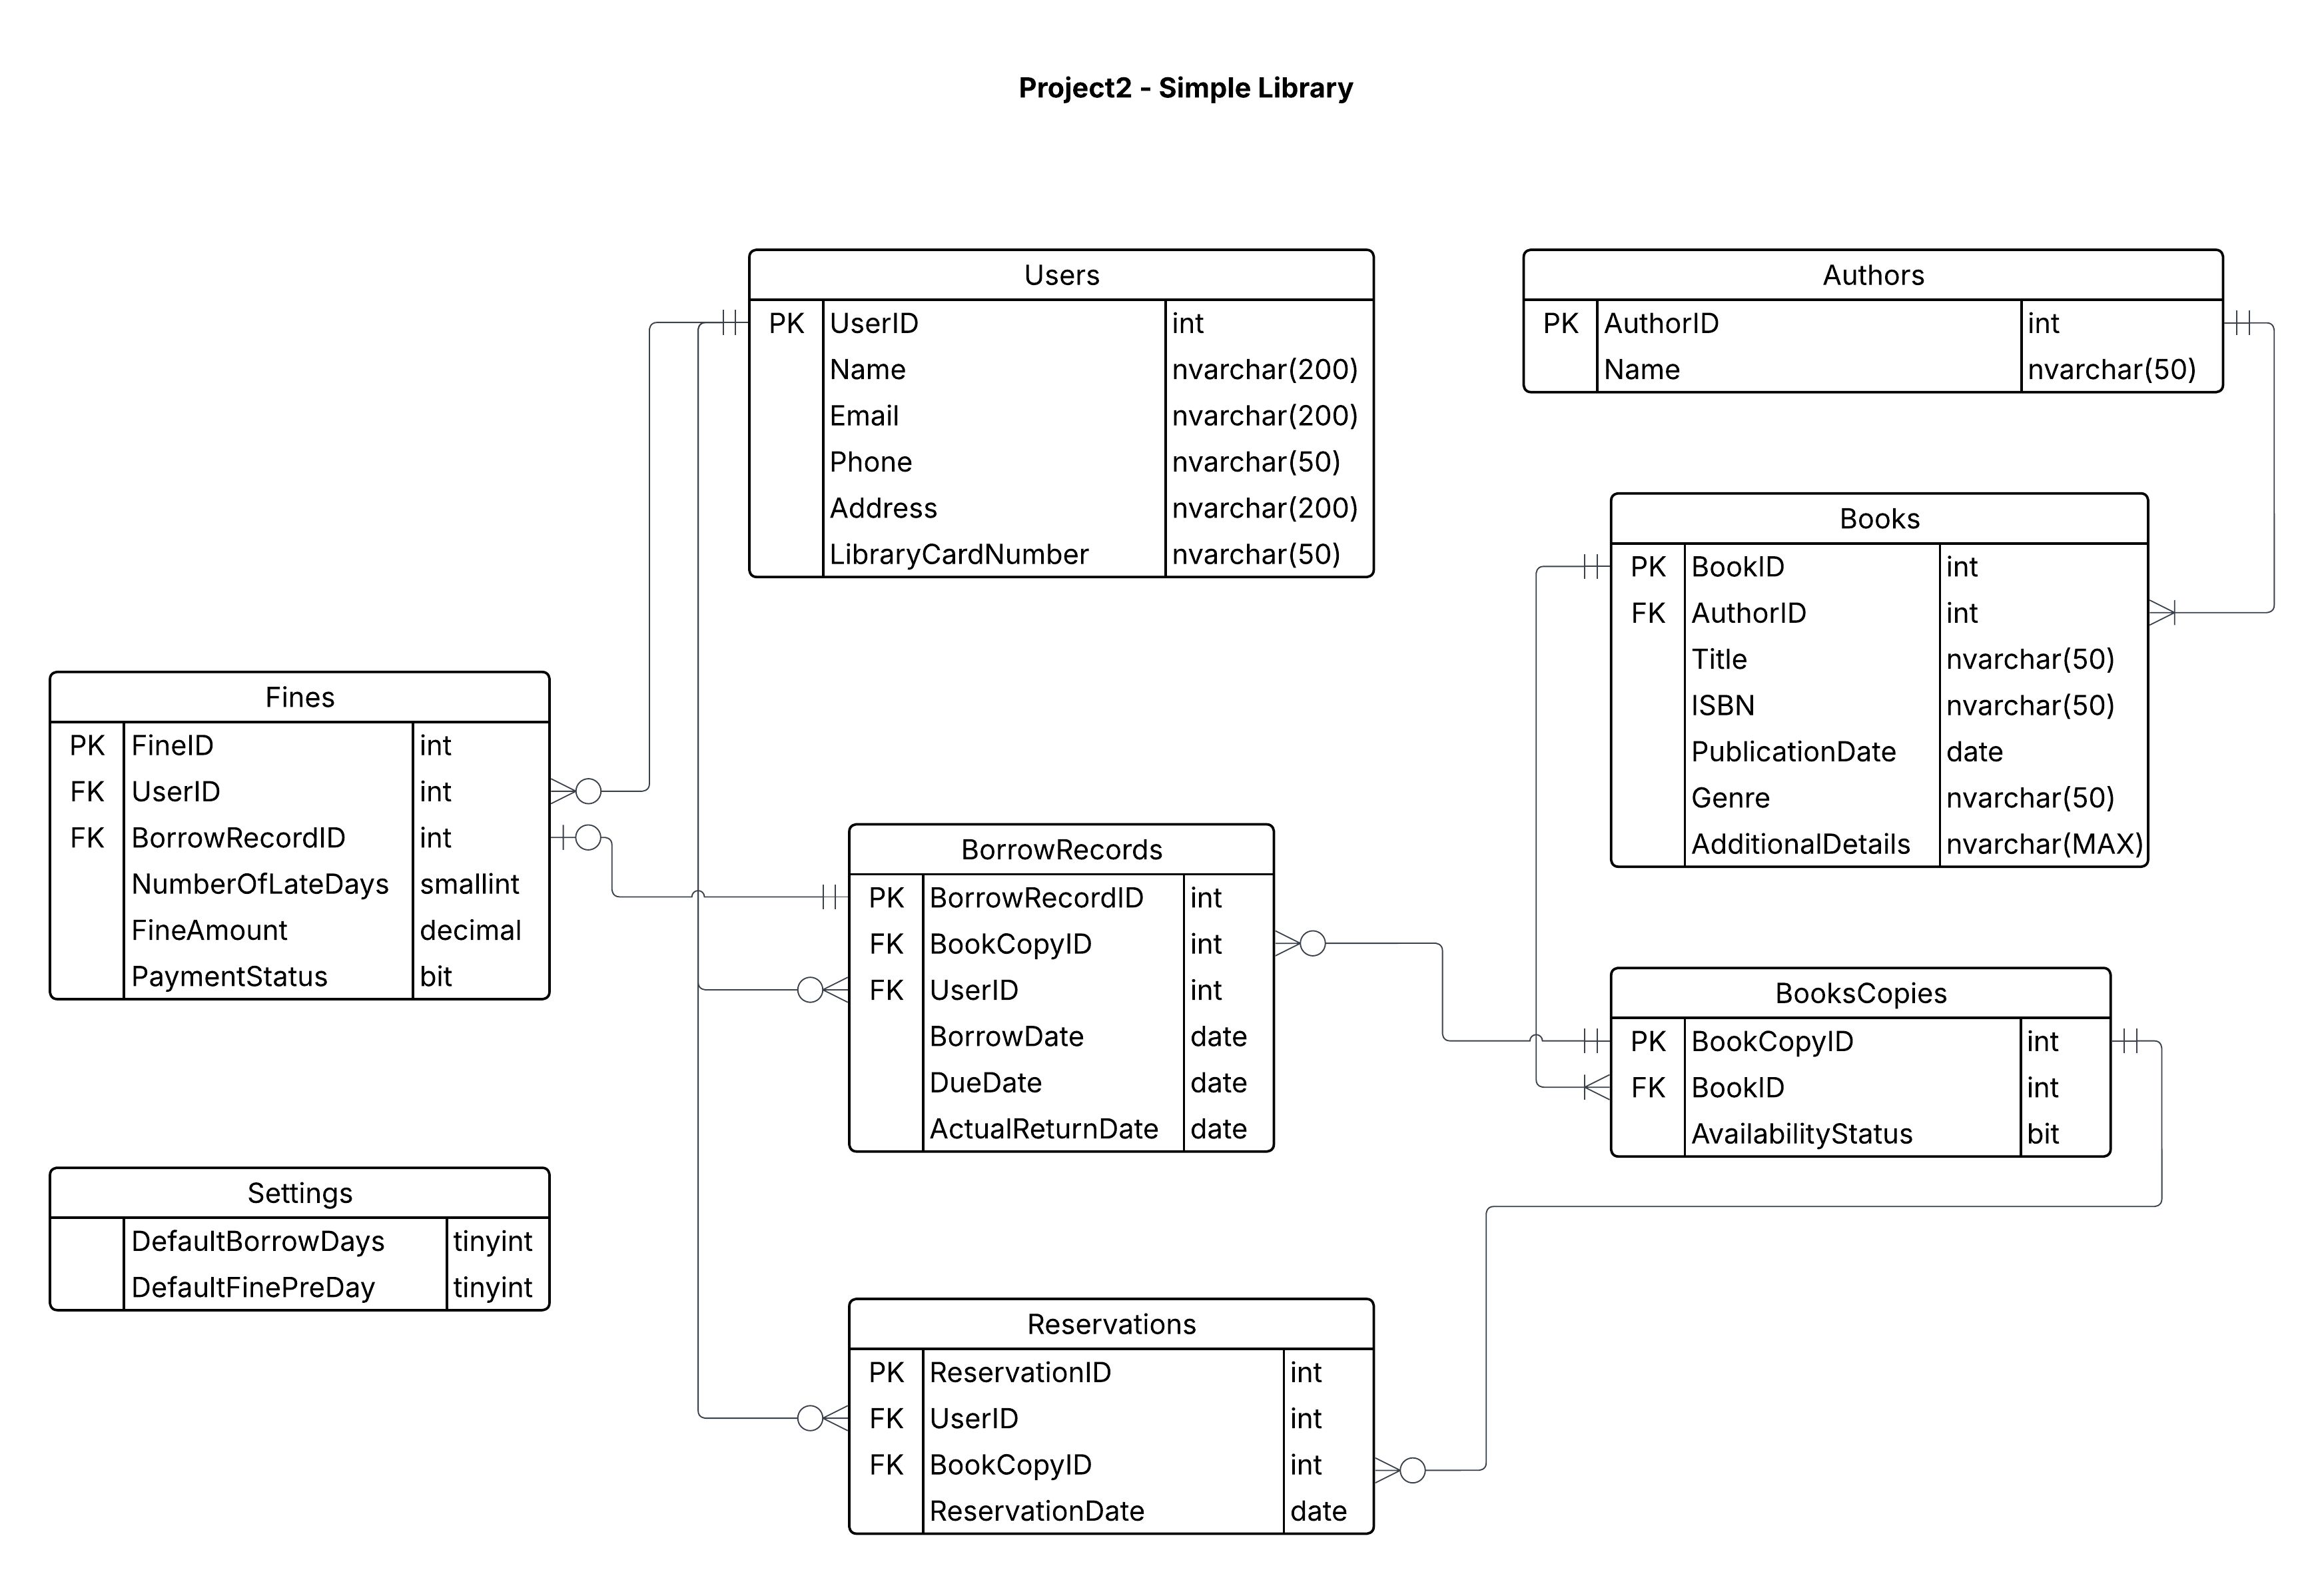 Project2 - Simple Library
Users
PK UserID int
Name nvarchar(200)
Email nvarchar(200)
Phone nvarchar(50)
Address nvarchar(200)
LibraryCardNumber nvarchar(50)
Authors
PK AuthorID int
Name nvarchar(50)
Books
PK BookID int
FK AuthorID int
Title nvarchar(50)
ISBN nvarchar(50)
PublicationDate date
Genre nvarchar(50)
AdditionalDetails nvarchar(MAX)
Fines
PK FineID int
FK UserID int
FK BorrowRecordID int
NumberOfLateDays smallint
FineAmount decimal
PaymentStatus bit
BorrowRecords
PK BorrowRecordID int
FK BookCopyID int
FK UserID int
BorrowDate date
DueDate date
ActualReturnDate date
BooksCopies
PK BookCopyID int
FK BookID int
AvailabilityStatus bit
Settings
DefaultBorrowDays tinyint
DefaultFinePreDay tinyint
Reservations
PK ReservationID int
FK UserID int
FK BookCopyID int
ReservationDate date